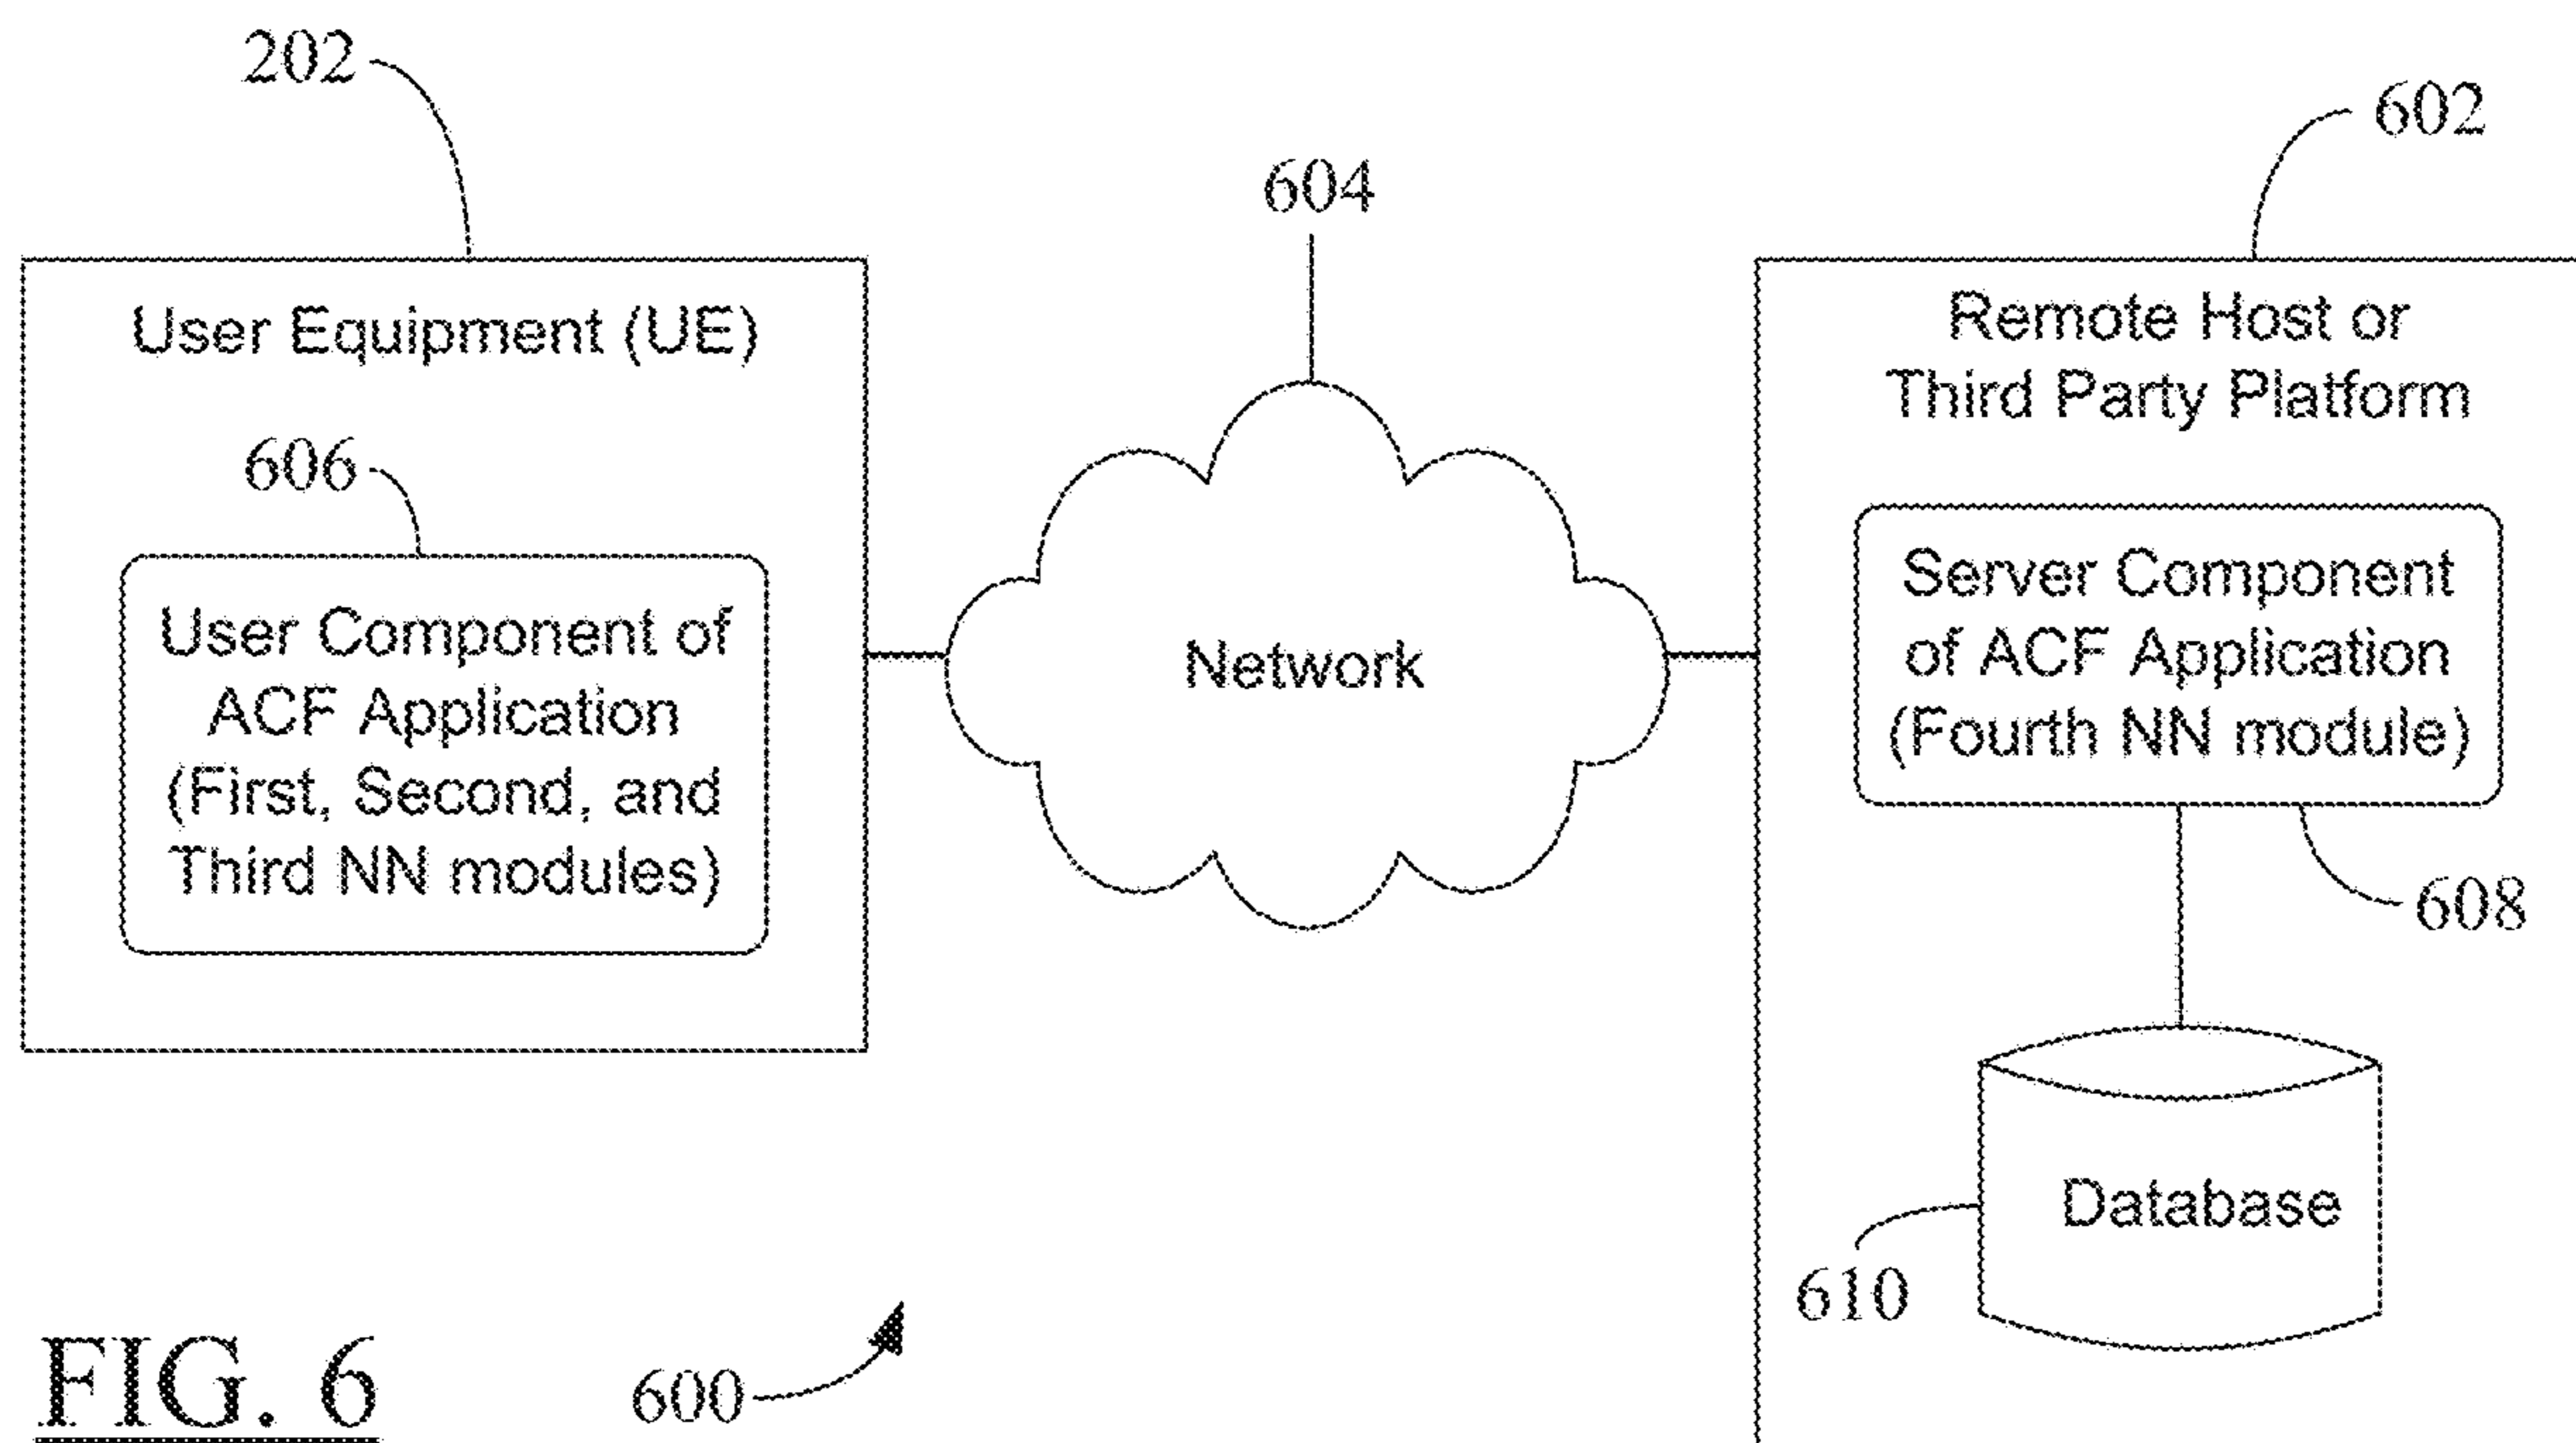 202
602
604
User Equipment (UE)
Remote Host or
Third Party Platform
606
User Component of
ACF Application
(First, Second, and
Third NN modules)
Network
Server Component
of ACF Application
(Fourth NN module)
608
Database
610
FIG. 6
600